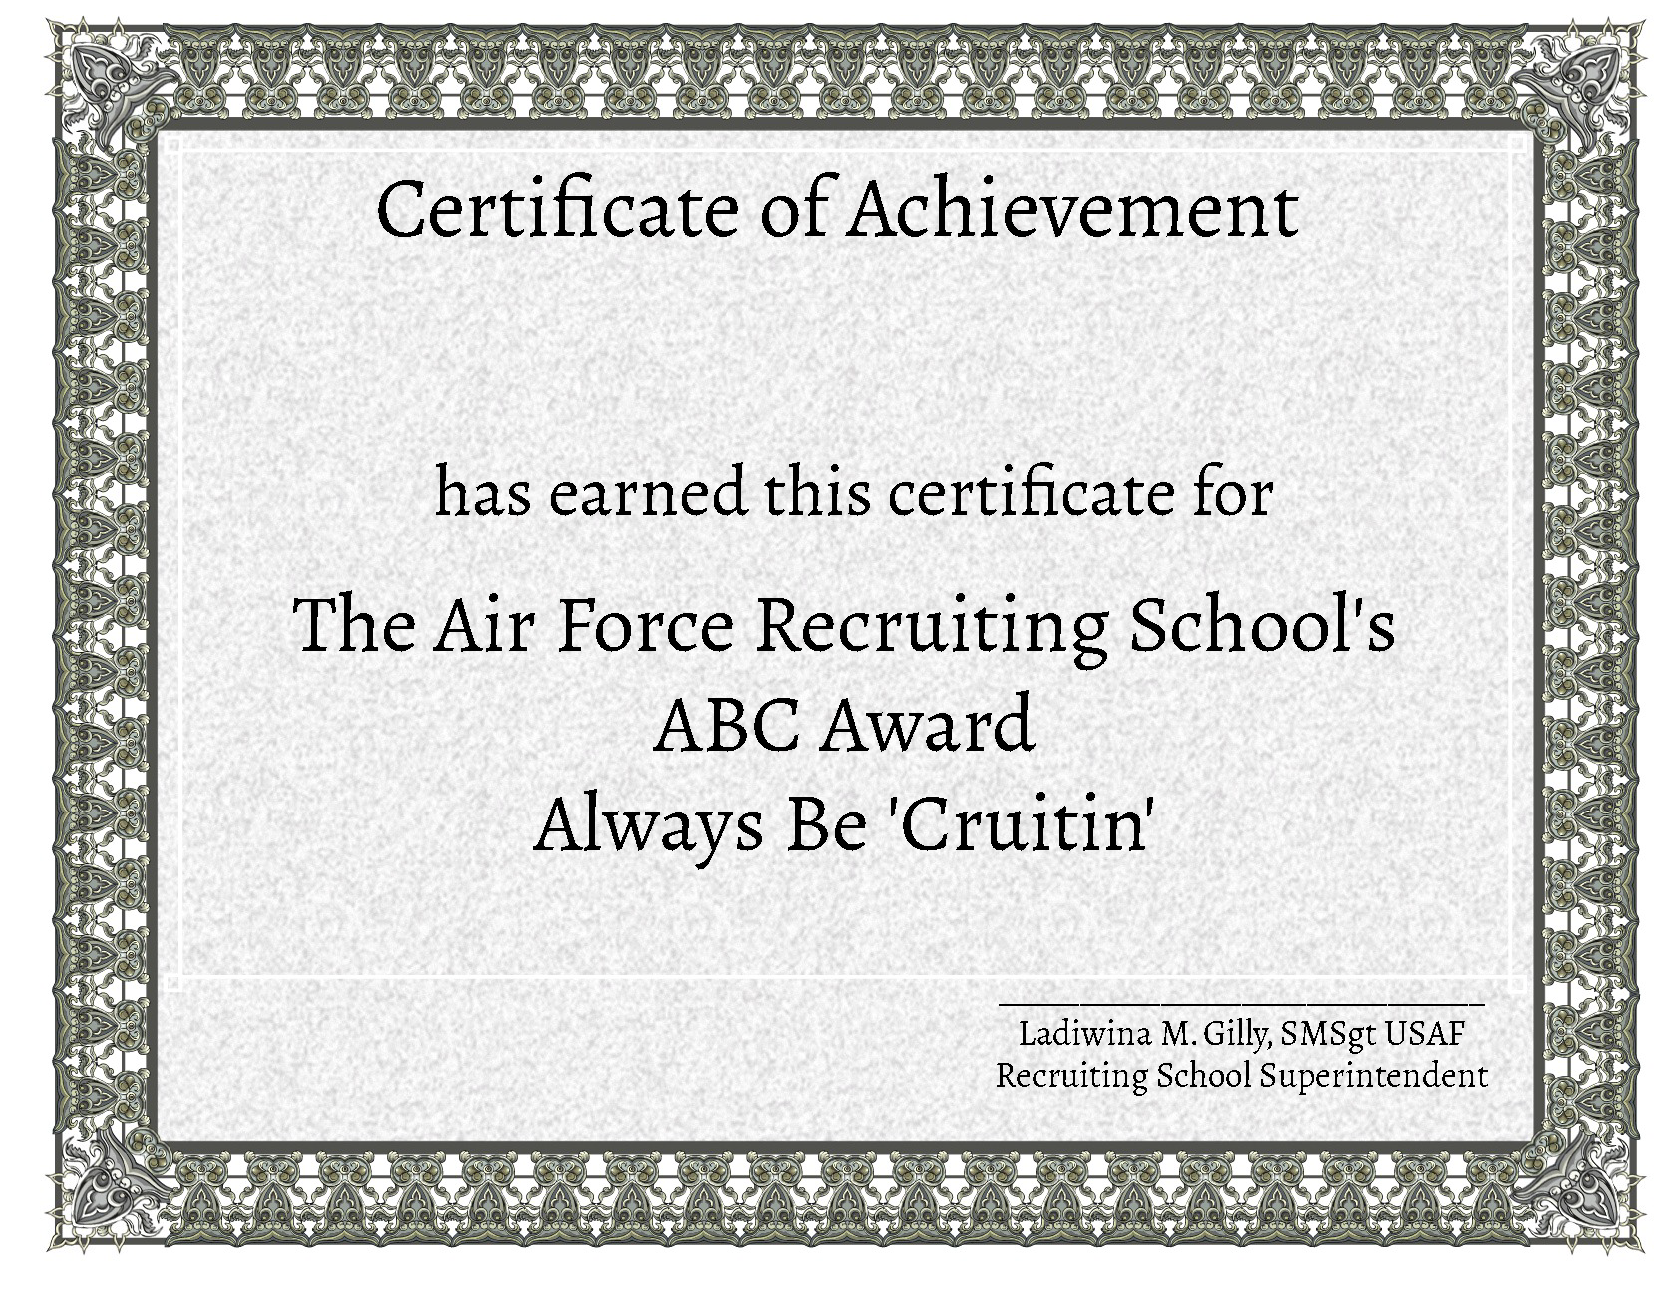 Certificate of Achievement
has earned this certificate for
The Air Force Recruiting School's
ABC Award
Always Be 'Cruitin'
Ladiwina M. Gilly, SMSgt USAF
Recruiting School Superintendent